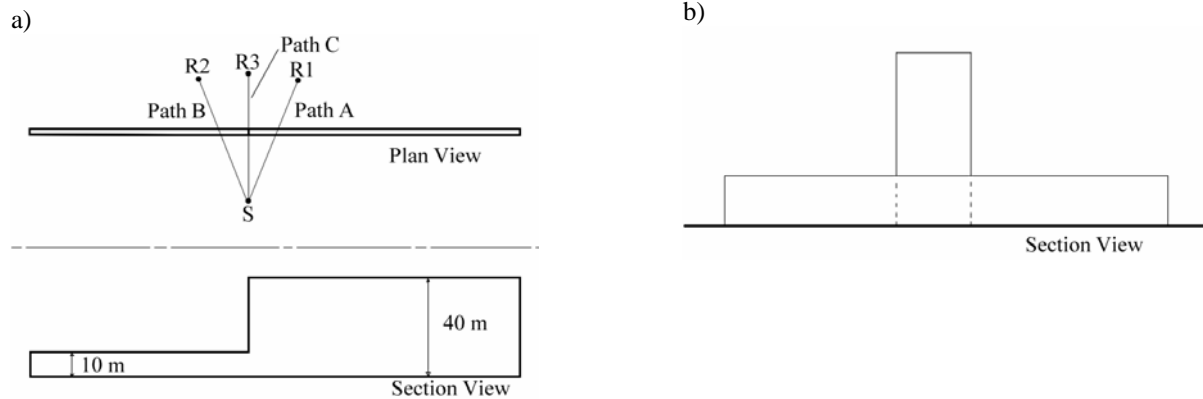 a)
Path C
R2
R3
R1
Path B
Path A
Plan View
S
40 m
10 m
Section View
b)
Section View